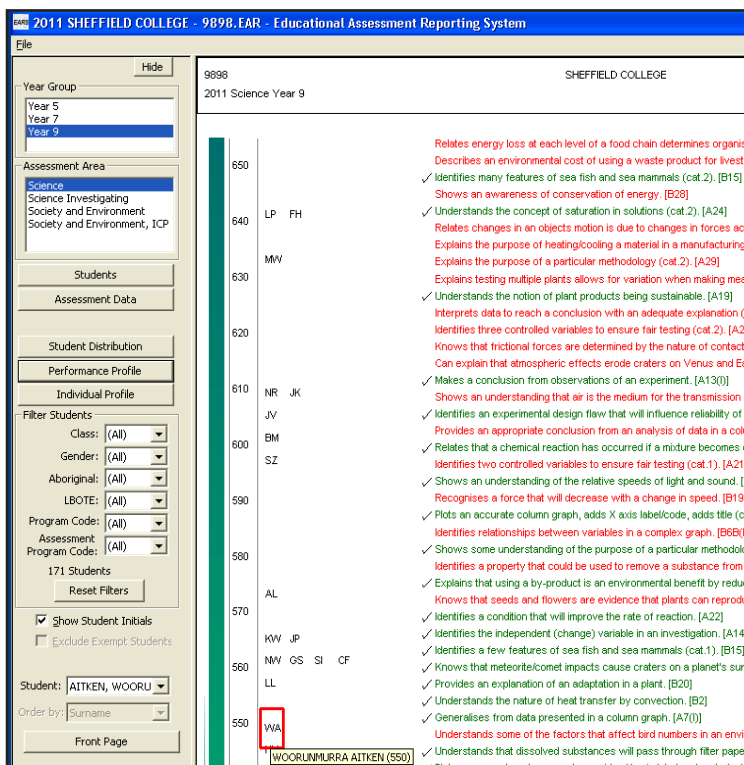 EARS 2011 SHEFFIELD COLLEGE - 9898.EAR - Educational Assessment Reporting System
File
Hide
Year Group
Year 5
Year 7
Year 9
Assessment Area
Science
Science Investigating
Society and Environment
Society and Environment, ICP
Students
Assessment Data
Student Distribution
Performance Profile
Individual Profile
Filter Students
Class: (All)
Gender: (All)
Aboriginal: (All)
LBOTE: (All)
Program Code: (All)
Assessment
Program Code: (All)
171 Students
Reset Filters
Show Student Initials
Exclude Exempt Students
Student: AITKEN, WOORU
Order by: Surname
Front Page
9898 SHEFFIELD COLLEGE
2011 Science Year 9
Relates energy loss at each level of a food chain determines organis
650 Describes an environmental cost of using a waste product for livest
Identifies many features of sea fish and sea mammals (cat.2). [B15]
Shows an awareness of conservation of energy. [B28]
640 LP FH Understands the concept of saturation in solutions (cat.2). [A24]
Relates changes in an objects motion is due to changes in forces ac
Explains the purpose of heating/cooling a material in a manufacturing
MW Explains the purpose of a particular methodology (cat.2). [A29]
630 Explains testing multiple plants allows for variation when making mea
Understands the notion of plant products being sustainable. [A19]
Interprets data to reach a conclusion with an adequate explanation (
620 Identifies three controlled variables to ensure fair testing (cat.2). [A2
Knows that frictional forces are determined by the nature of contact
Can explain that atmospheric effects erode craters on Venus and Ea
610 NR JK Makes a conclusion from observations of an experiment. [A13(I)]
Shows an understanding that air is the medium for the transmission
JV Identifies an experimental design flaw that will influence reliability of
BM Provides an appropriate conclusion from an analysis of data in a colu
600 Relates that a chemical reaction has occurred if a mixture becomes
SZ Identifies two controlled variables to ensure fair testing (cat.1). [A21
Shows an understanding of the relative speeds of light and sound. [
590 Recognises a force that will decrease with a change in speed. [B19
Plots an accurate column graph, adds X axis label/code, adds title (c
Identifies relationships between variables in a complex graph. [B6B(
580 Shows some understanding of the purpose of a particular methodolo
Identifies a property that could be used to remove a substance from
AL Explains that using a by-product is an environmental benefit by redu
Knows that seeds and flowers are evidence that plants can reprodu
570 Identifies a condition that will improve the rate of reaction. [A22]
KW JP Identifies the independent (change) variable in an investigation. [A14
Identifies a few features of sea fish and sea mammals (cat.1). [B15]
560 NW GS SI CF Knows that meteorite/comet impacts cause craters on a planet's sur
LL Provides an explanation of an adaptation in a plant. [B20]
Understands the nature of heat transfer by convection. [B2]
550 WA Generalises from data presented in a column graph. [A7(I)]
Understands some of the factors that affect bird numbers in an envi
WOORUNMURRA AITKEN (550) Understands that dissolved substances will pass through filter pape